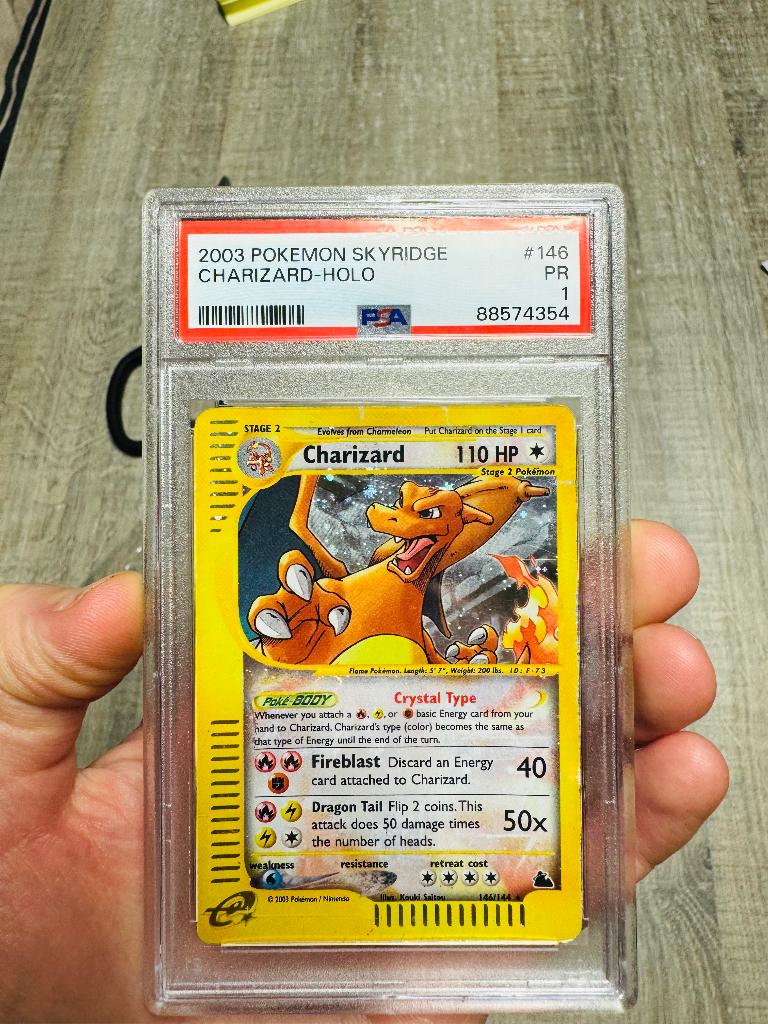 2003 POKEMON SKYRIDGE #146
CHARIZARD-HOLO PR
1
PSA 88574354
STAGE 2 Evolves from Charmeleon Put Charizard on the Stage 1 card
Charizard 110 HP
Stage 2 Pokémon
Flame Pokémon. Length: 5' 7", Weight: 200 lbs. ID: F-73
Poké-BODY Crystal Type
Whenever you attach a , , or basic Energy card from your
hand to Charizard, Charizard's type (color) becomes the same as
that type of Energy until the end of the turn.
Fireblast Discard an Energy 40
card attached to Charizard.
Dragon Tail Flip 2 coins. This
attack does 50 damage times 50x
the number of heads.
weakness resistance retreat cost
© 2003 Pokémon / Nintendo Illus. Kouki Saitou 146/144 ★